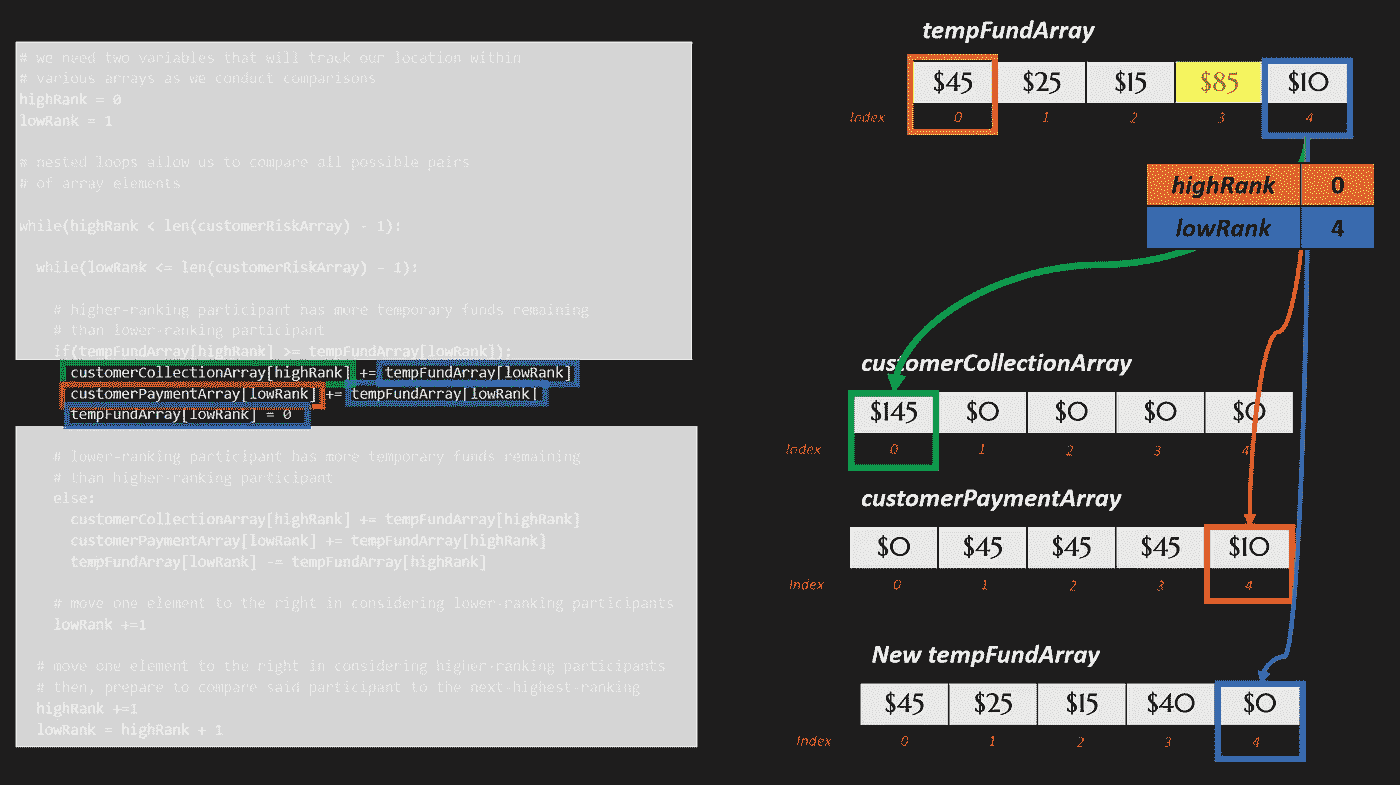 # we need two variables that will track our location within
# various arrays as we conduct comparisons
highRank = 0
lowRank = 1
# nested loops allow us to compare all possible pairs
# of array elements
while(highRank < len(customerRiskArray) - 1):
while(lowRank <= len(customerRiskArray) - 1):
# higher-ranking participant has more temporary funds remaining
# than lower-ranking participant
if(tempFundArray[highRank] >= tempFundArray[lowRank]):
customerCollectionArray[highRank] += tempFundArray[lowRank]
customerPaymentArray[lowRank] += tempFundArray[lowRank]
tempFundArray[lowRank] = 0
# lower-ranking participant has more temporary funds remaining
# than higher-ranking participant
else:
customerCollectionArray[highRank] += tempFundArray[highRank]
customerPaymentArray[lowRank] += tempFundArray[highRank]
tempFundArray[lowRank] -= tempFundArray[highRank]
# move one element to the right in considering lower-ranking participants
lowRank +=1
# move one element to the right in considering higher-ranking participants
# then, prepare to compare said participant to the next-highest-ranking
highRank +=1
lowRank = highRank + 1
tempFundArray
$45 $25 $15 $85 $10
Index 0 1 2 3 4
highRank 0
lowRank 4
customerCollectionArray
$145 $0 $0 $0 $0
Index 0 1 2 3 4
customerPaymentArray
$0 $45 $45 $45 $10
Index 0 1 2 3 4
New tempFundArray
$45 $25 $15 $40 $0
Index 0 1 2 3 4